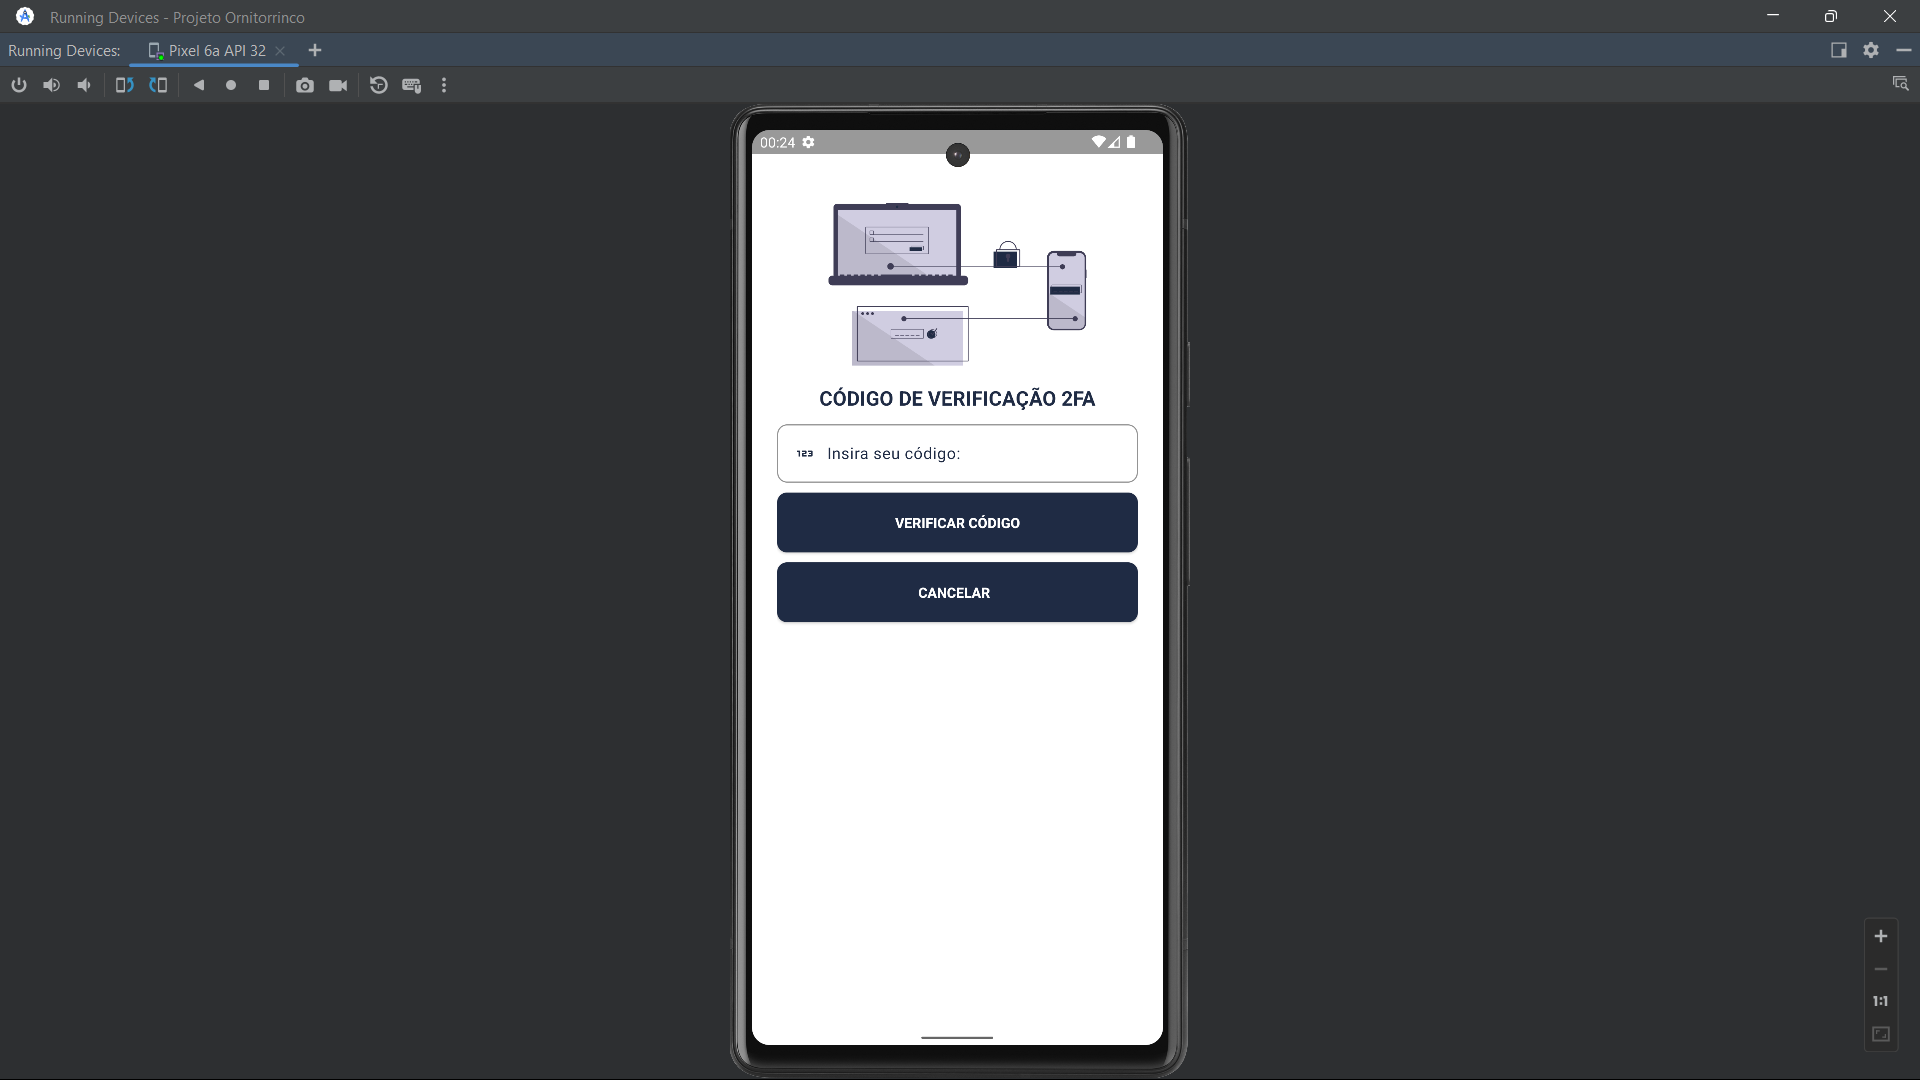 Running Devices - Projeto Ornitorrinco
Running Devices:
Pixel 6a API 32
00:24
CÓDIGO DE VERIFICAÇÃO 2FA
123
Insira seu código:
VERIFICAR CÓDIGO
CANCELAR
1:1